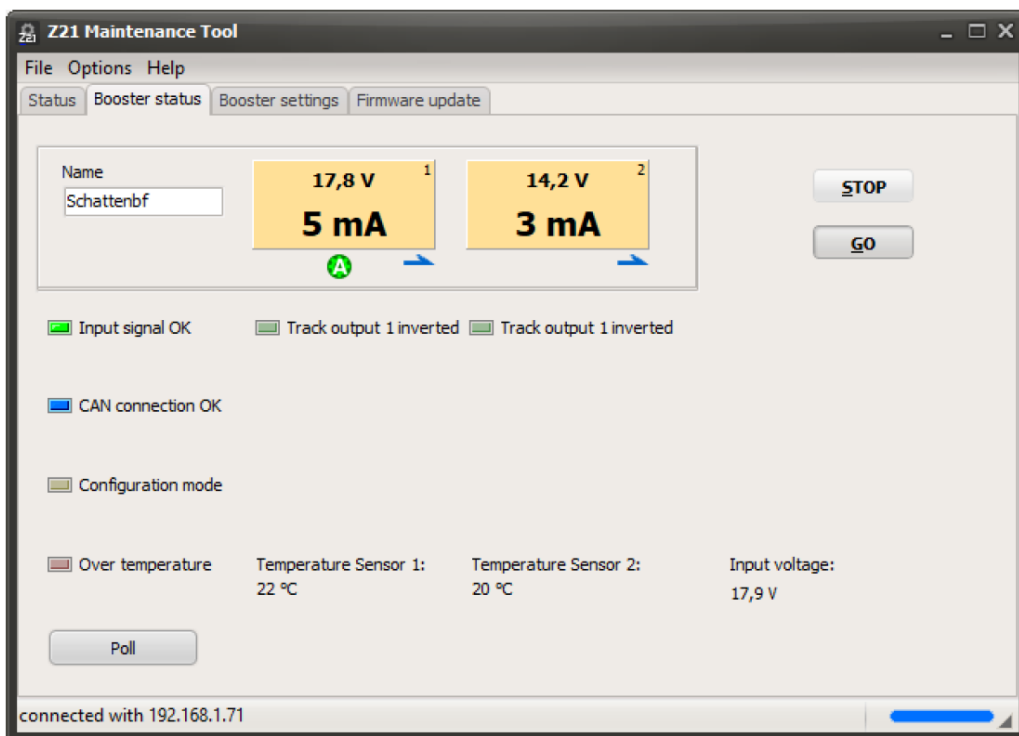 Z21 Z21 Maintenance Tool
File Options Help
Status Booster status Booster settings Firmware update
Name
Schattenbf
17,8 V 1
5 mA
A
14,2 V 2
3 mA
STOP
GO
Input signal OK Track output 1 inverted Track output 1 inverted
CAN connection OK
Configuration mode
Over temperature Temperature Sensor 1: Temperature Sensor 2: Input voltage:
22 °C 20 °C 17,9 V
Poll
connected with 192.168.1.71